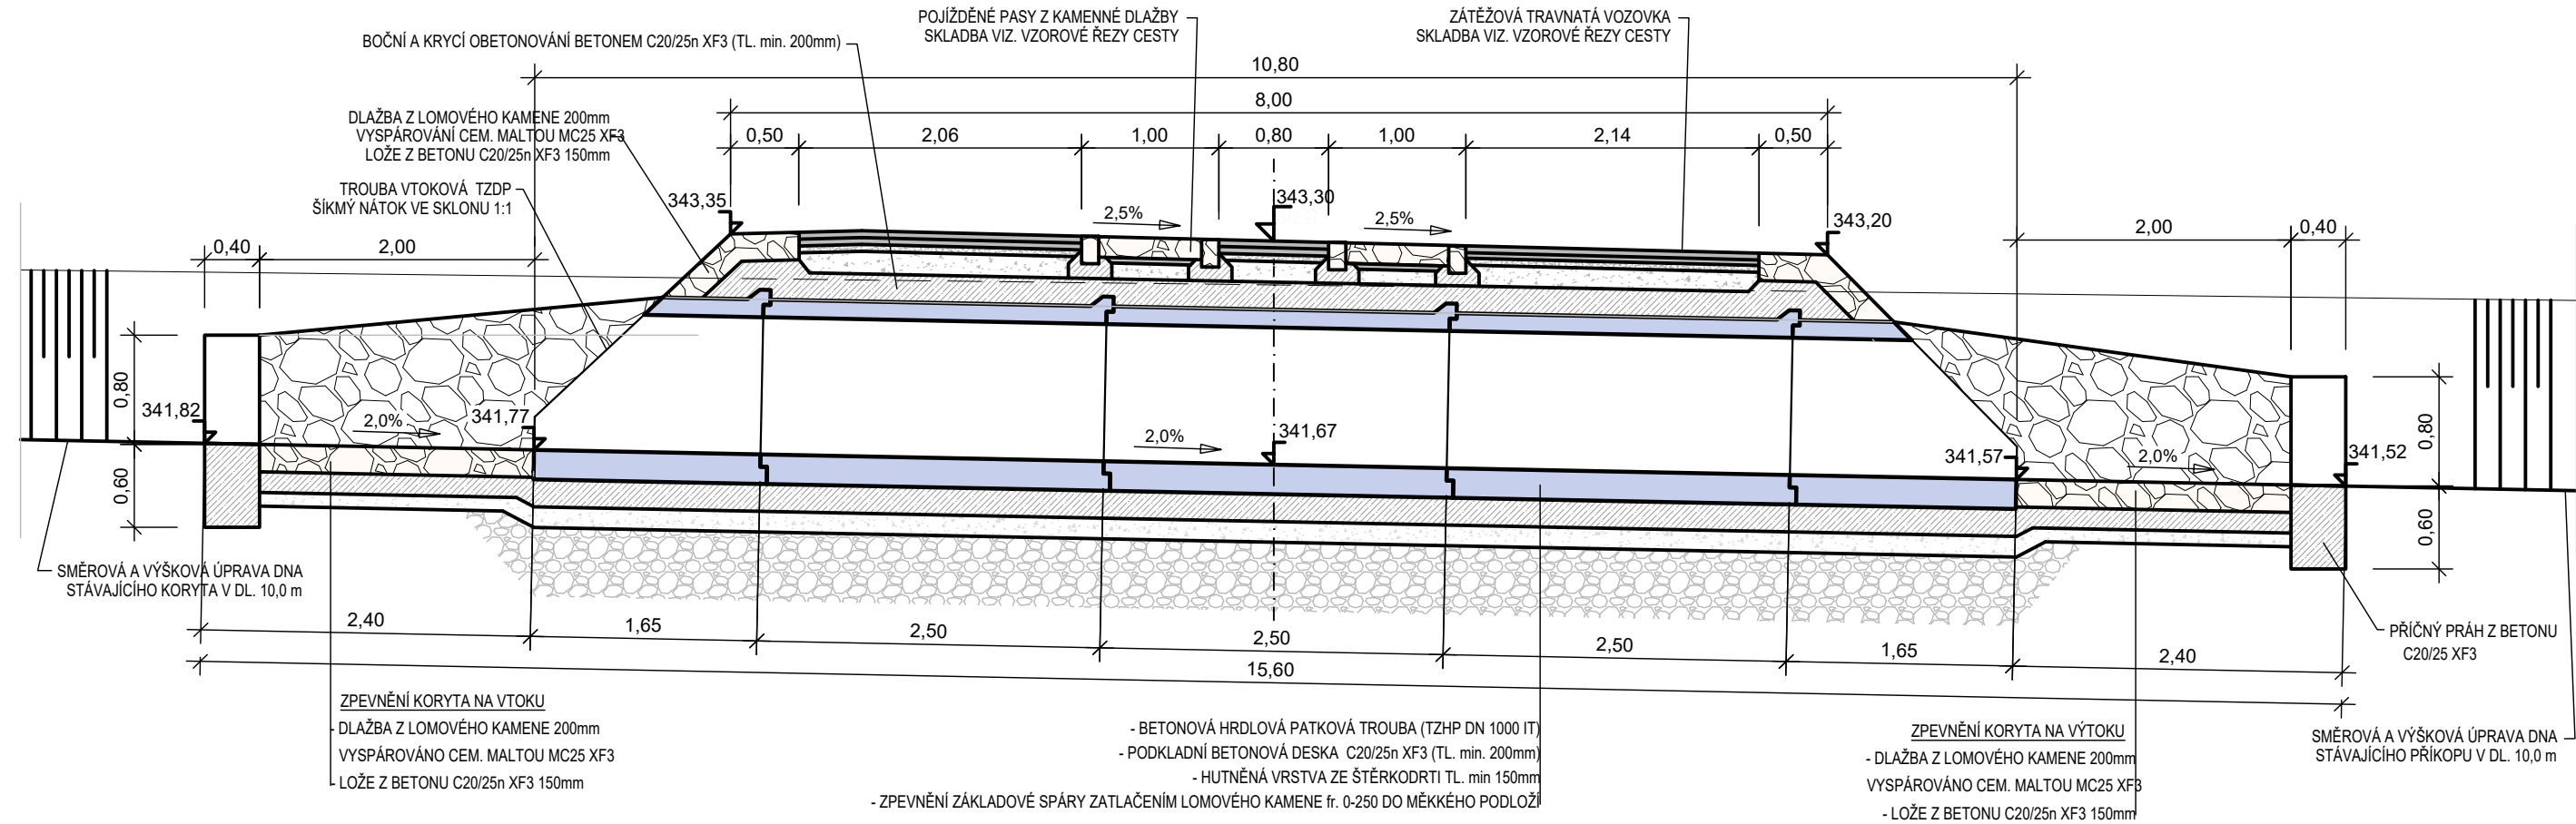 POJÍŽDĚNÉ PASY Z KAMENNÉ DLAŽBY
SKLADBA VIZ. VZOROVÉ ŘEZY CESTY
ZÁTĚŽOVÁ TRAVNATÁ VOZOVKA
SKLADBA VIZ. VZOROVÉ ŘEZY CESTY
BOČNÍ A KRYCÍ OBETONOVÁNÍ BETONEM C20/25n XF3 (TL. min. 200mm)
10,80
8,00
DLAŽBA Z LOMOVÉHO KAMENE 200mm
VYSPÁROVÁNÍ CEM. MALTOU MC25 XF3
LOŽE Z BETONU C20/25n XF3 150mm
0,50
2,06
1,00
0,80
1,00
2,14
0,50
TROUBA VTOKOVÁ TZDP
ŠIKMÝ NÁTOK VE SKLONU 1:1
343,35
343,30
343,20
2,5%
2,5%
0,40
2,00
2,00
0,40
0,80
341,82
2,0%
341,77
2,0%
341,67
341,57
2,0%
341,52
0,80
0,60
0,60
SMĚROVÁ A VÝŠKOVÁ ÚPRAVA DNA
STÁVAJÍCÍHO KORYTA V DL. 10,0 m
2,40
1,65
2,50
2,50
2,50
1,65
2,40
15,60
PŘÍČNÝ PRÁH Z BETONU
C20/25 XF3
ZPEVNĚNÍ KORYTA NA VTOKU
- DLAŽBA Z LOMOVÉHO KAMENE 200mm
VYSPÁROVÁNO CEM. MALTOU MC25 XF3
- LOŽE Z BETONU C20/25n XF3 150mm
- BETONOVÁ HRDLOVÁ PATKOVÁ TROUBA (TZHP DN 1000 IT)
- PODKLADNÍ BETONOVÁ DESKA C20/25n XF3 (TL. min. 200mm)
- HUTNĚNÁ VRSTVA ZE ŠTĚRKODRTI TL. min 150mm
- ZPEVNĚNÍ ZÁKLADOVÉ SPÁRY ZATLAČENÍM LOMOVÉHO KAMENE fr. 0-250 DO MĚKKÉHO PODLOŽÍ
ZPEVNĚNÍ KORYTA NA VÝTOKU
- DLAŽBA Z LOMOVÉHO KAMENE 200mm
VYSPÁROVÁNO CEM. MALTOU MC25 XF3
- LOŽE Z BETONU C20/25n XF3 150mm
SMĚROVÁ A VÝŠKOVÁ ÚPRAVA DNA
STÁVAJÍCÍHO PŘÍKOPU V DL. 10,0 m